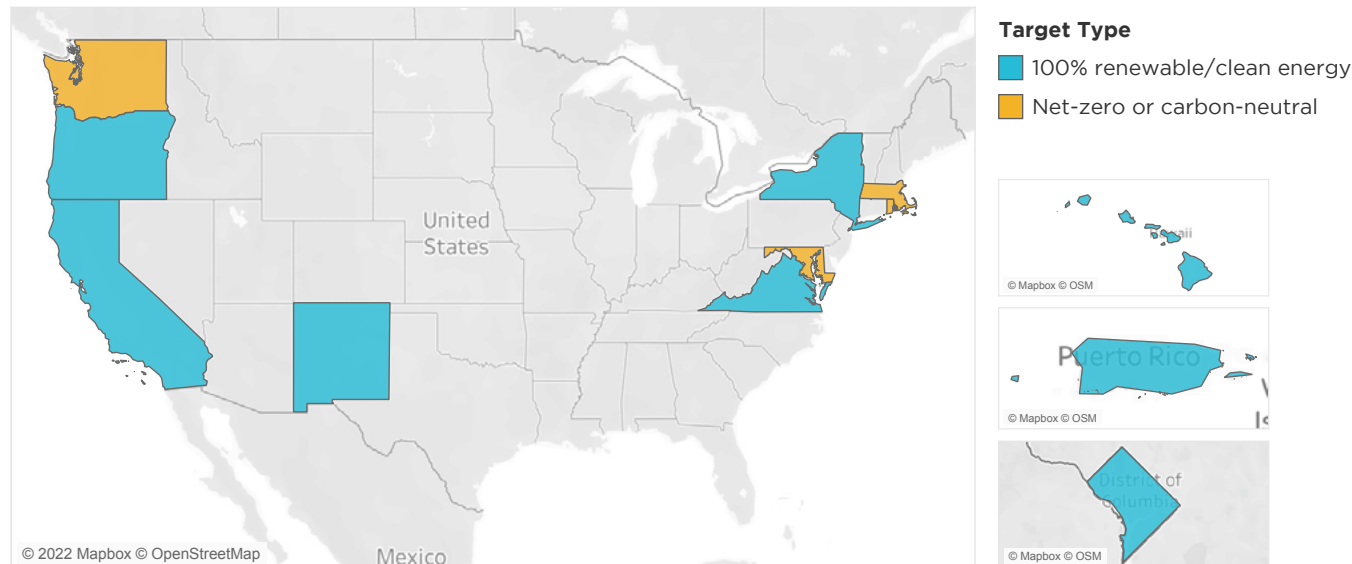 Target Type
100% renewable/clean energy
Net-zero or carbon-neutral
United
States
Mexico
© 2022 Mapbox © OpenStreetMap
© Mapbox © OSM
Puerto Rico
© Mapbox © OSM
District of
Columbia
© Mapbox © OSM